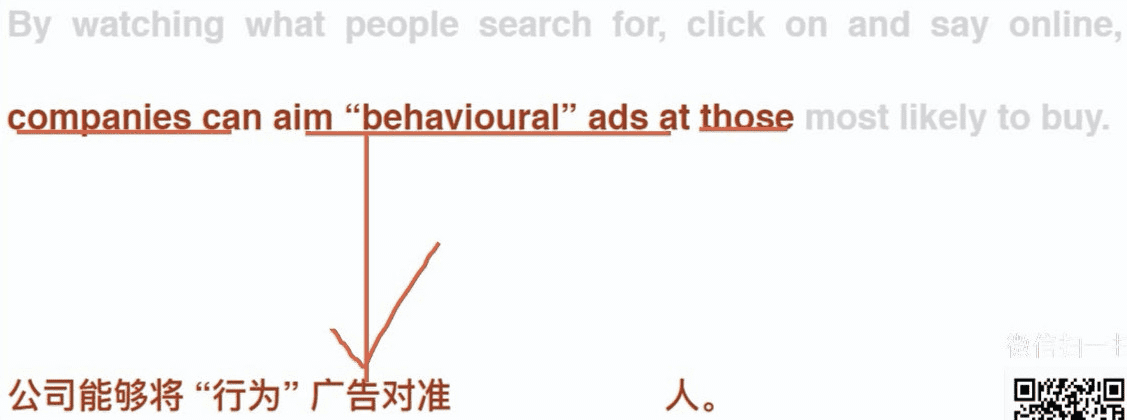 By watching what people search for, click on and say online,
companies can aim “behavioural” ads at those most likely to buy.
微信扫一扫
公司能够将 “行为” 广告对准 人。